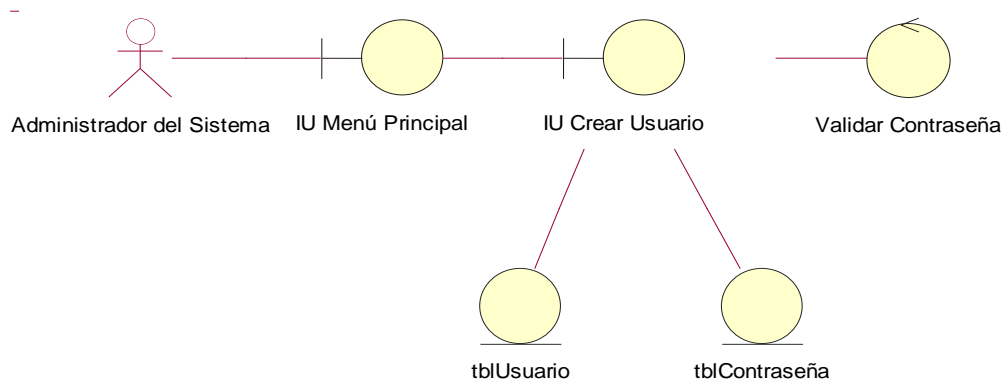 Administrador del Sistema
IU Menú Principal
IU Crear Usuario
Validar Contraseña
tblUsuario
tblContraseña